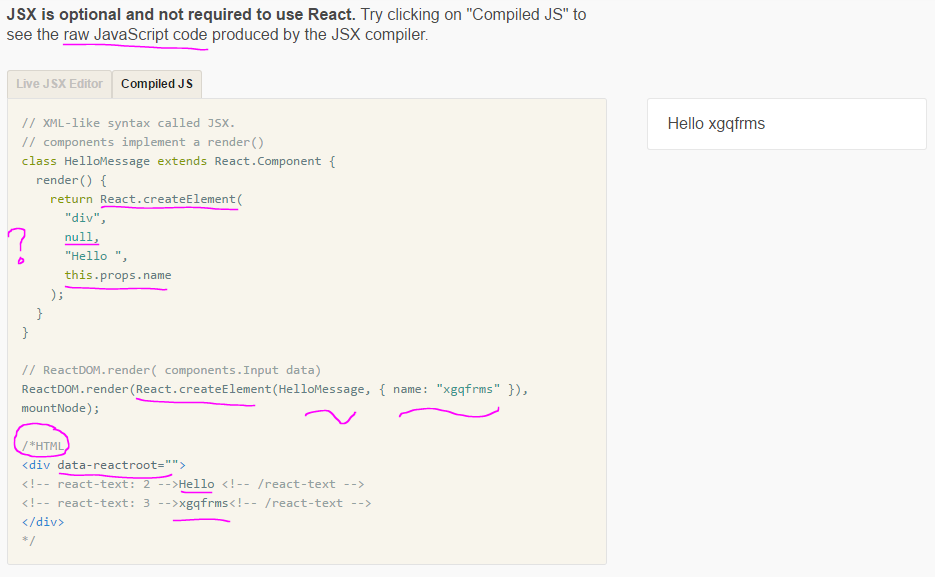 JSX is optional and not required to use React. Try clicking on "Compiled JS" to
see the raw JavaScript code produced by the JSX compiler.
Live JSX Editor
Compiled JS
// XML-like syntax called JSX.
// components implement a render()
class HelloMessage extends React.Component {
render() {
return React.createElement(
"div",
null,
?
"Hello ",
this.props.name
);
}
}
// ReactDOM.render( components.Input data)
ReactDOM.render(React.createElement(HelloMessage, { name: "xgqfrms" }),
mountNode);
/*HTML
<div data-reactroot="">
<!-- react-text: 2 -->Hello <!-- /react-text -->
<!-- react-text: 3 -->xgqfrms<!-- /react-text -->
</div>
*/
Hello xgqfrms